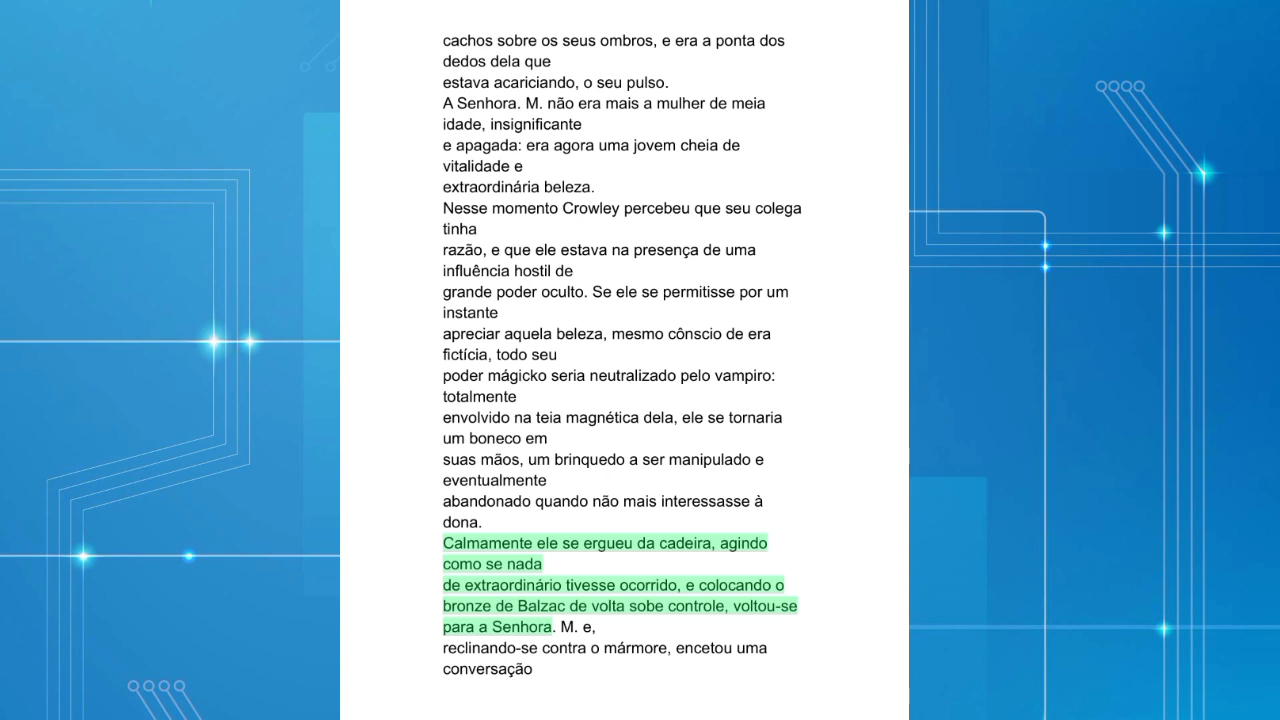 cachos sobre os seus ombros, e era a ponta dos
dedos dela que
estava acariciando, o seu pulso.
A Senhora. M. não era mais a mulher de meia
idade, insignificante
e apagada: era agora uma jovem cheia de
vitalidade e
extraordinária beleza.
Nesse momento Crowley percebeu que seu colega
tinha
razão, e que ele estava na presença de uma
influência hostil de
grande poder oculto. Se ele se permitisse por um
instante
apreciar aquela beleza, mesmo cônscio de era
fictícia, todo seu
poder mágicko seria neutralizado pelo vampiro:
totalmente
envolvido na teia magnética dela, ele se tornaria
um boneco em
suas mãos, um brinquedo a ser manipulado e
eventualmente
abandonado quando não mais interessasse à
dona.
Calmamente ele se ergueu da cadeira, agindo
como se nada
de extraordinário tivesse ocorrido, e colocando o
bronze de Balzac de volta sobe controle, voltou-se
para a Senhora. M. e,
reclinando-se contra o mármore, encetou uma
conversação